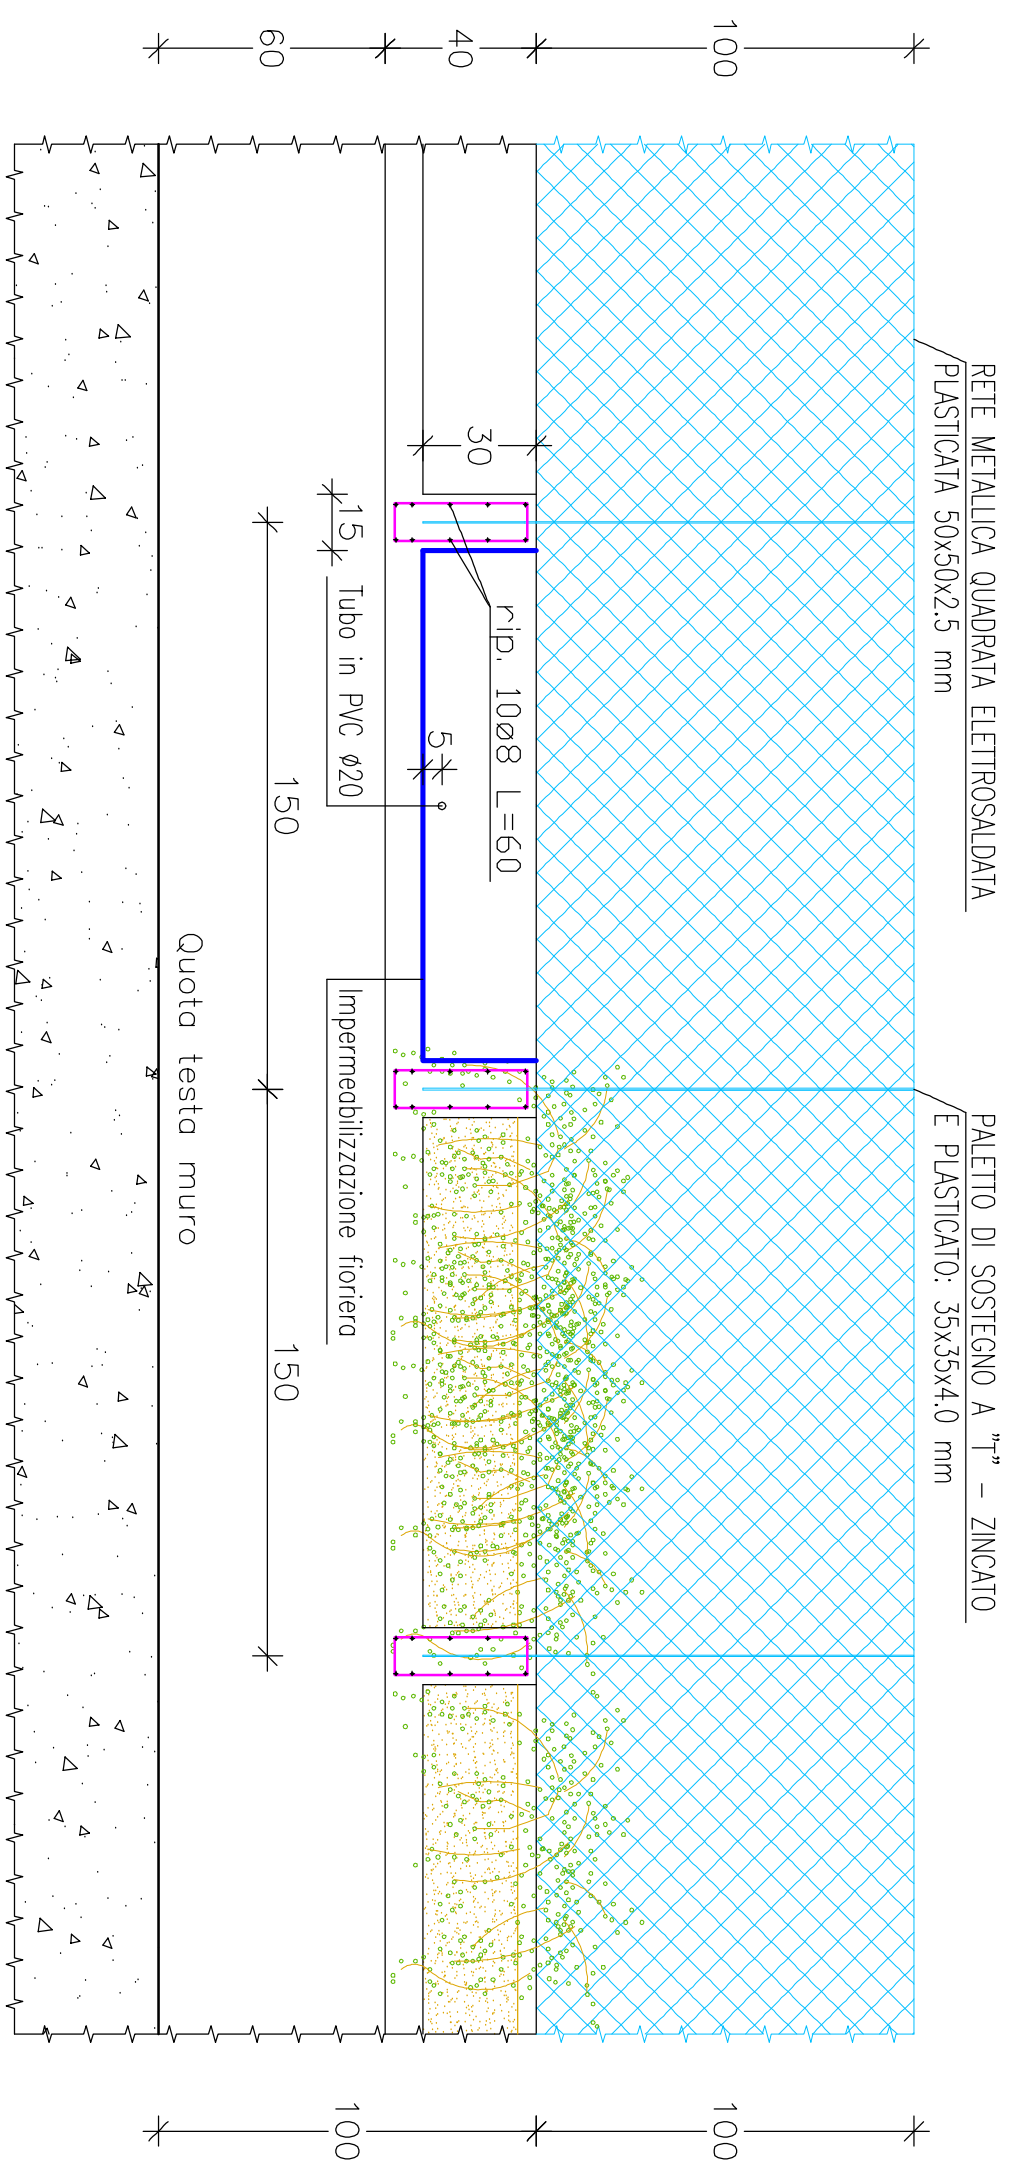 RETE METALLICA QUADRATA ELETTROSALDATA
PLASTICATA 50x50x2.5 mm
PALETTO DI SOSTEGNO A "T" - ZINCATO
E PLASTICATO: 35x35x4.0 mm
100
100
40
60
100
30
rip. 10ø8 L=60
5
15
Tubo in PVC ø20
Impermeabilizzazione fioriera
150
150
Quota testa muro